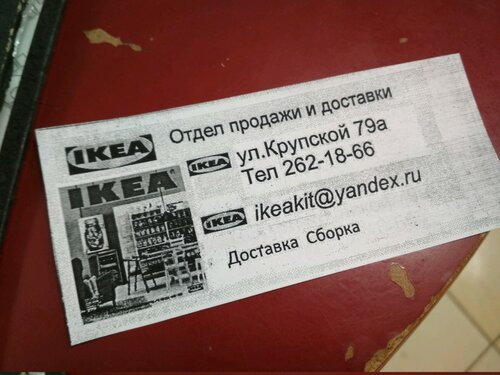 IKEA
Отдел продажи и доставки
IKEA
IKEA ул.Крупской 79а
Тел 262-18-66
IKEA ikeakit@yandex.ru
Доставка Сборка